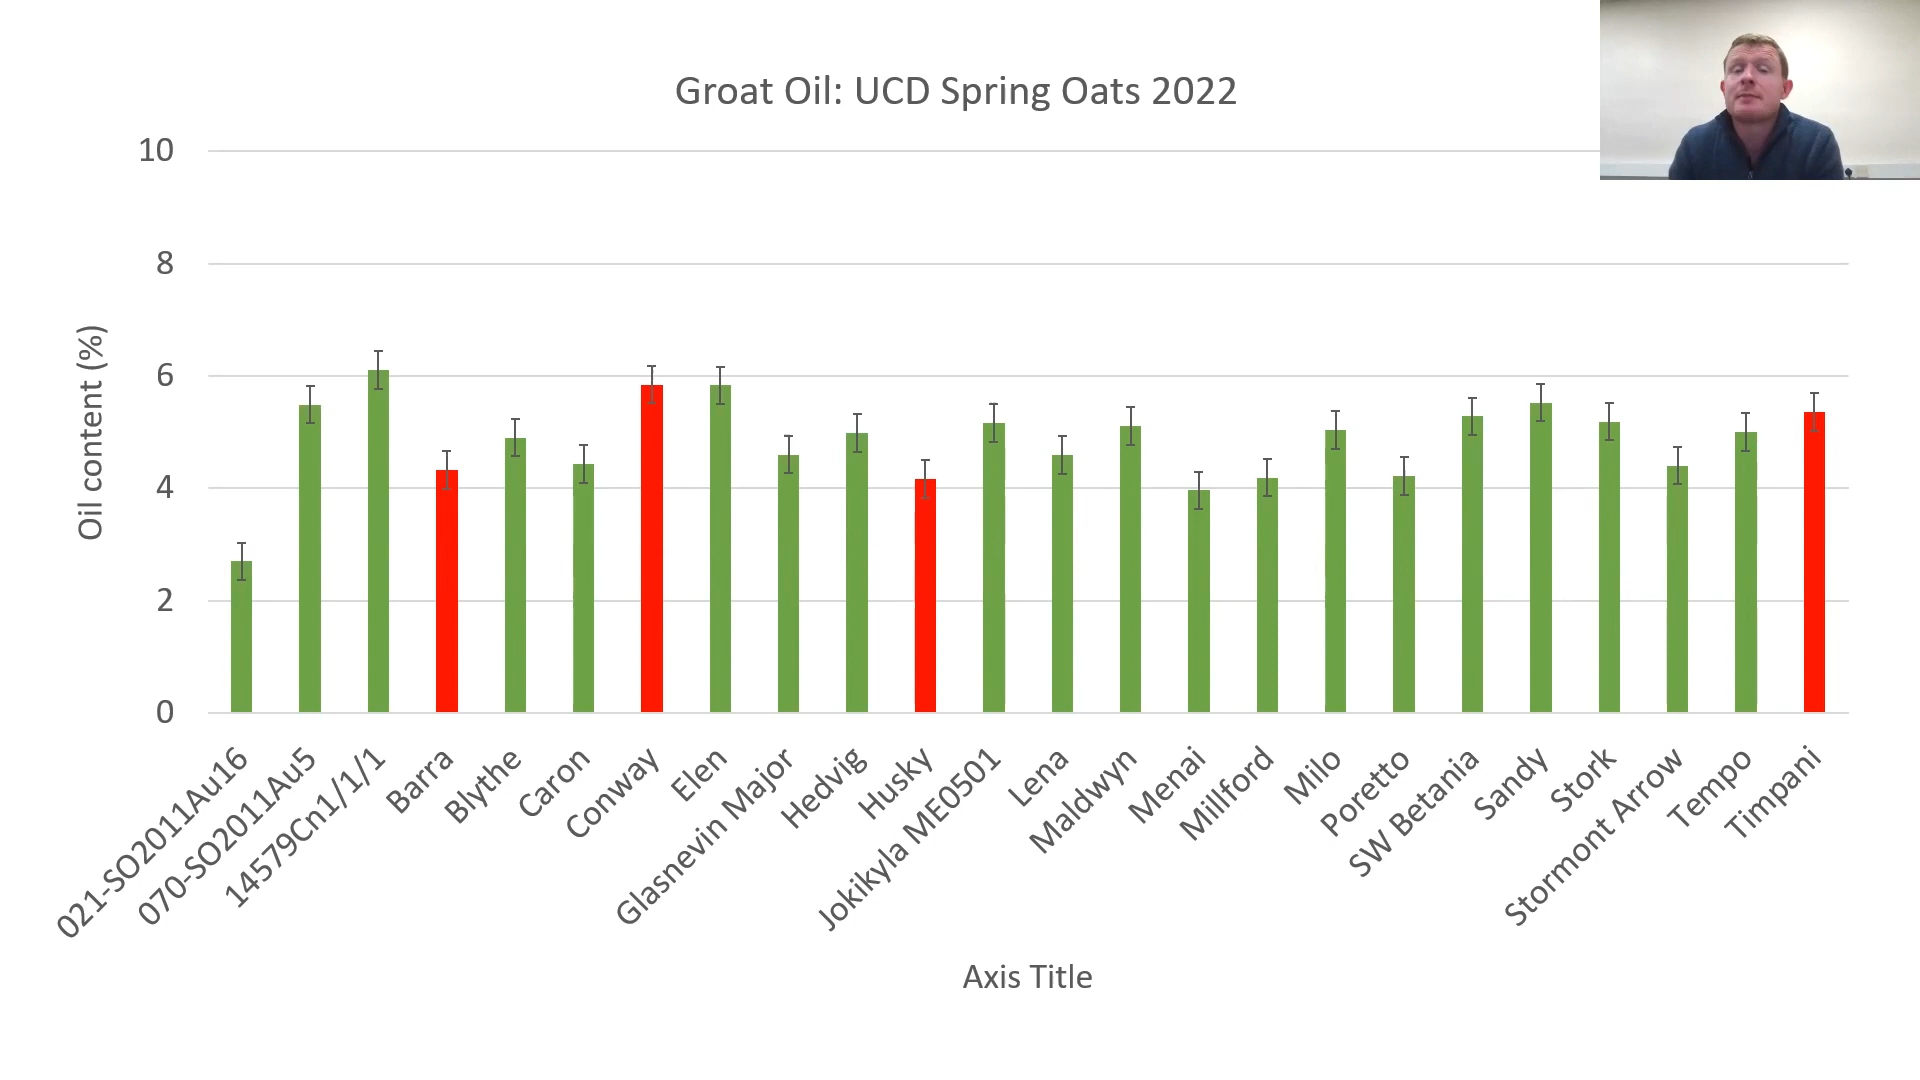 Groat Oil: UCD Spring Oats 2022
10
8
6
4
2
0
Oil content (%)
021-SO2011Au16
070-SO2011Au5
14579Cn1/1/1
Barra
Blythe
Caron
Conway
Elen
Glasnevin Major
Hedvig
Husky
Jokikyla ME0501
Lena
Maldwyn
Menai
Millford
Milo
Poretto
SW Betania
Sandy
Stork
Stormont Arrow
Tempo
Timpani
Axis Title